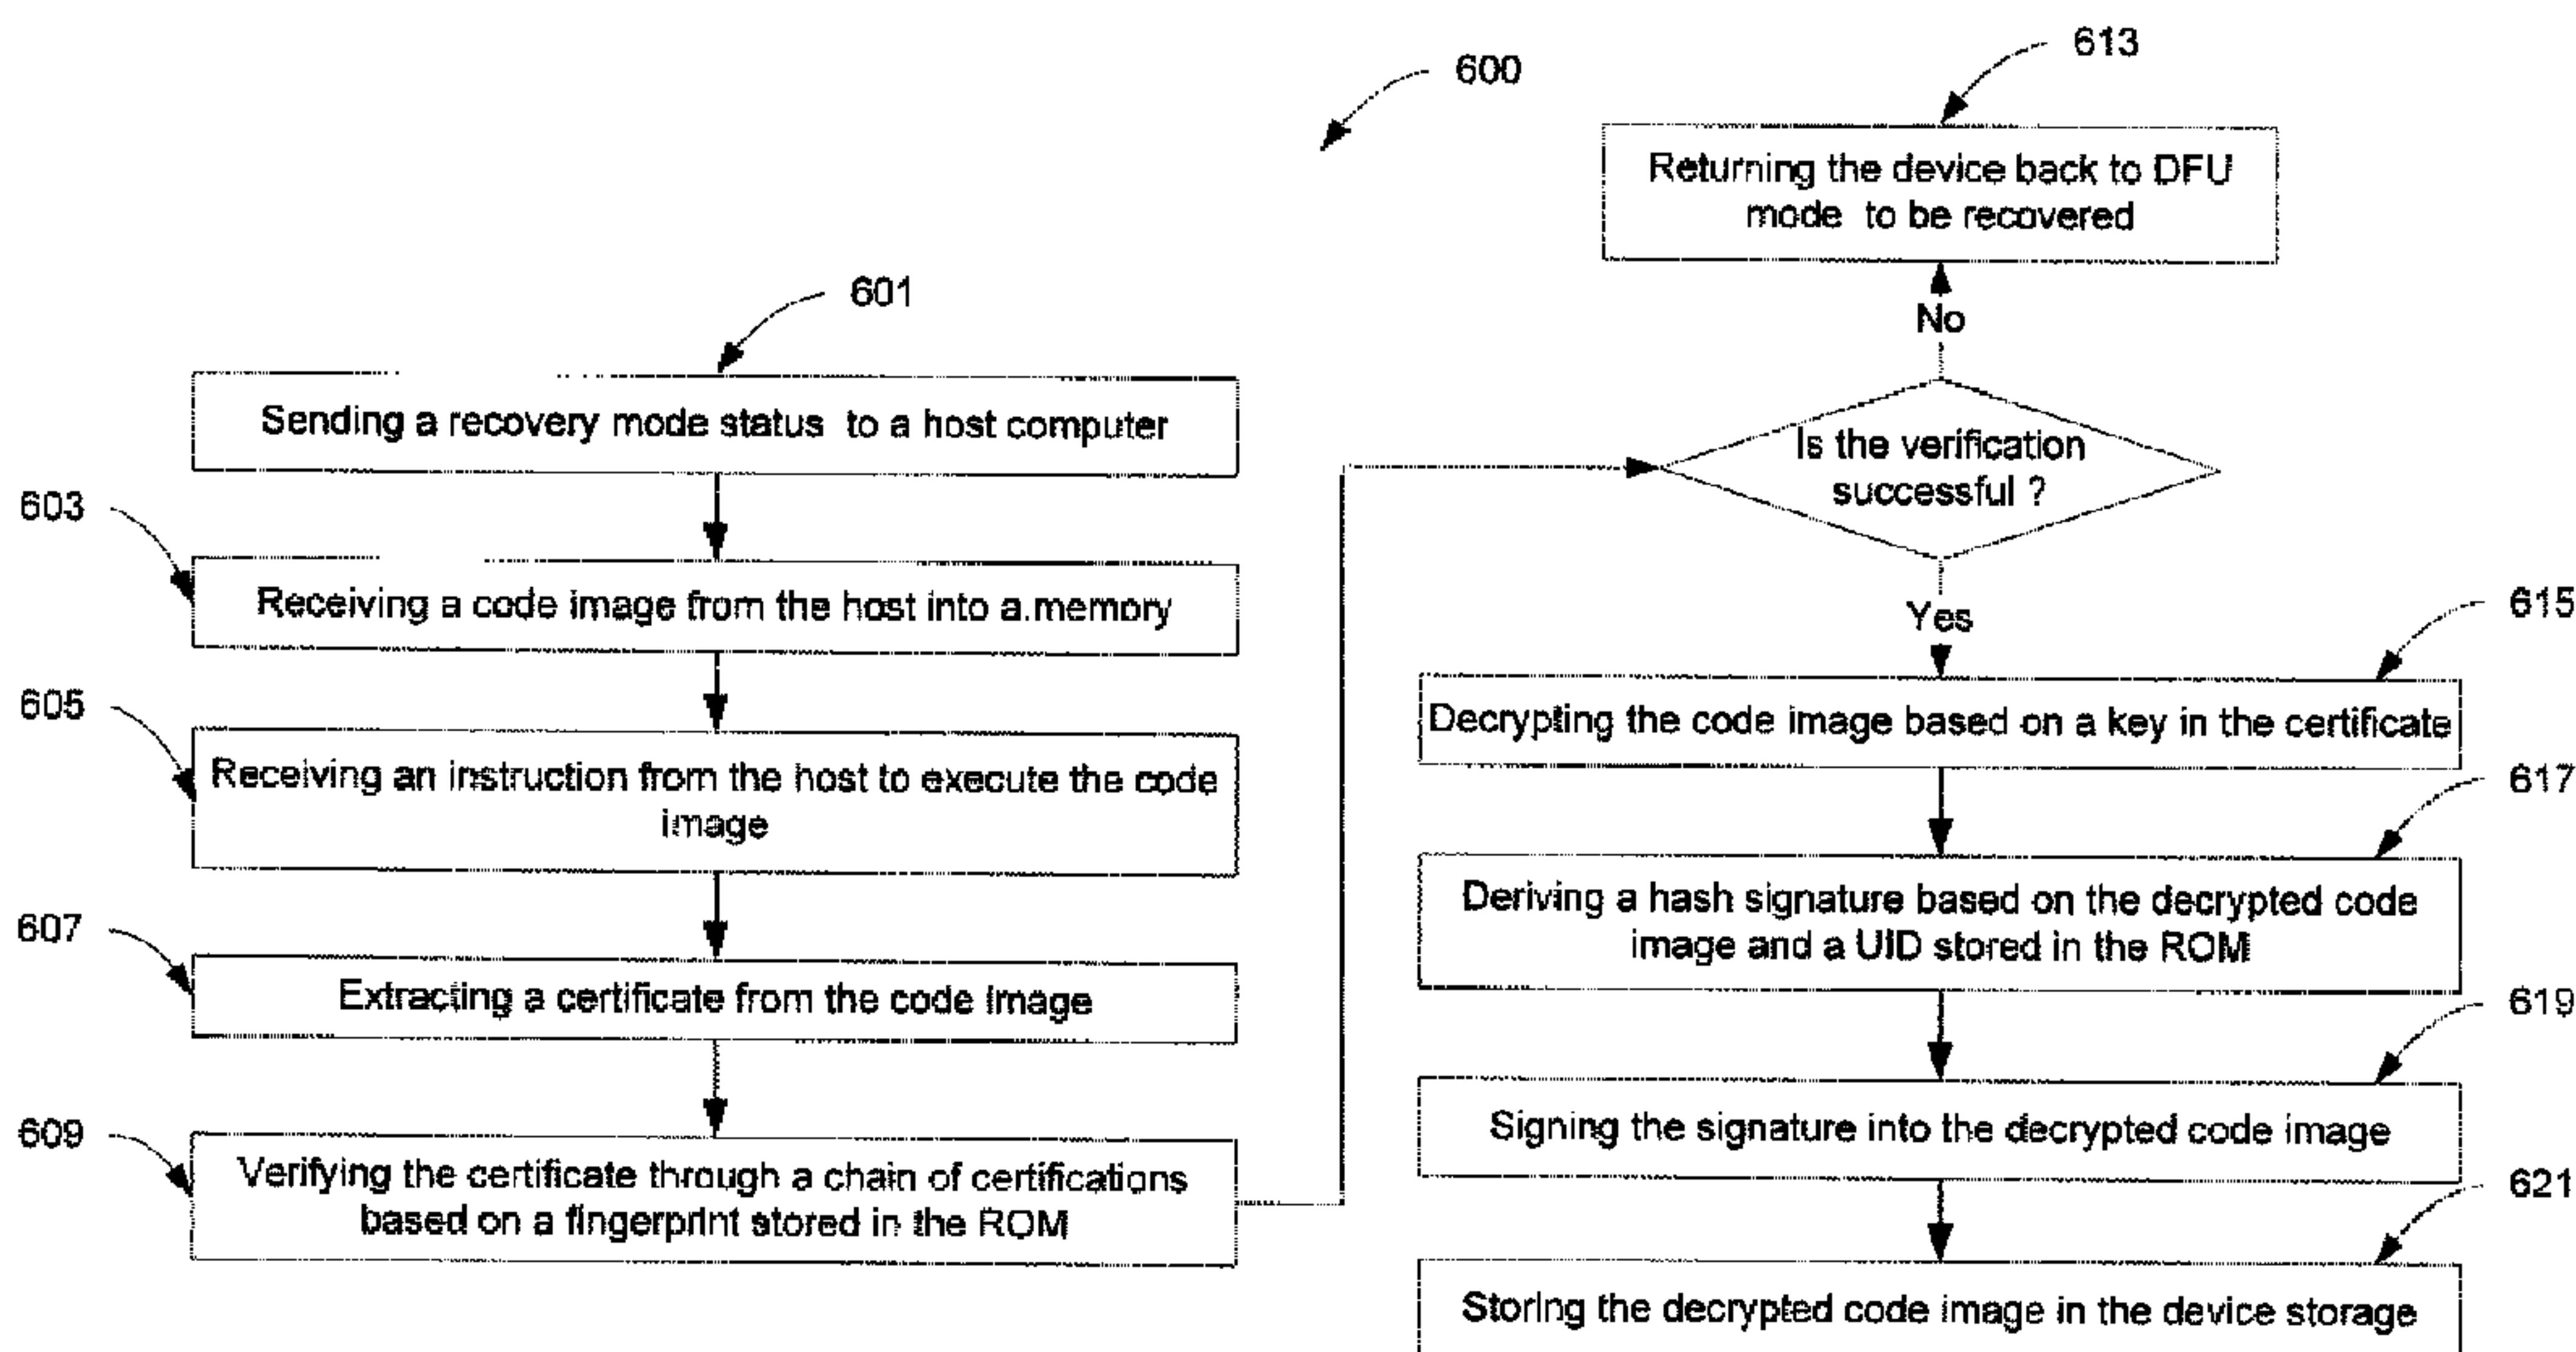 600
601
Sending a recovery mode status to a host computer
603
Receiving a code image from the host into a.memory
605
Receiving an instruction from the host to execute the code
image
607
Extracting a certificate from the code image
609
Verifying the certificate through a chain of certifications
based on a fingerprint stored in the ROM
613
Returning the device back to DFU
mode to be recovered
No
Is the verification
successful ?
Yes
615
Decrypting the code image based on a key in the certificate
617
Deriving a hash signature based on the decrypted code
image and a UID stored in the ROM
619
Signing the signature into the decrypted code image
621
Storing the decrypted code image in the device storage